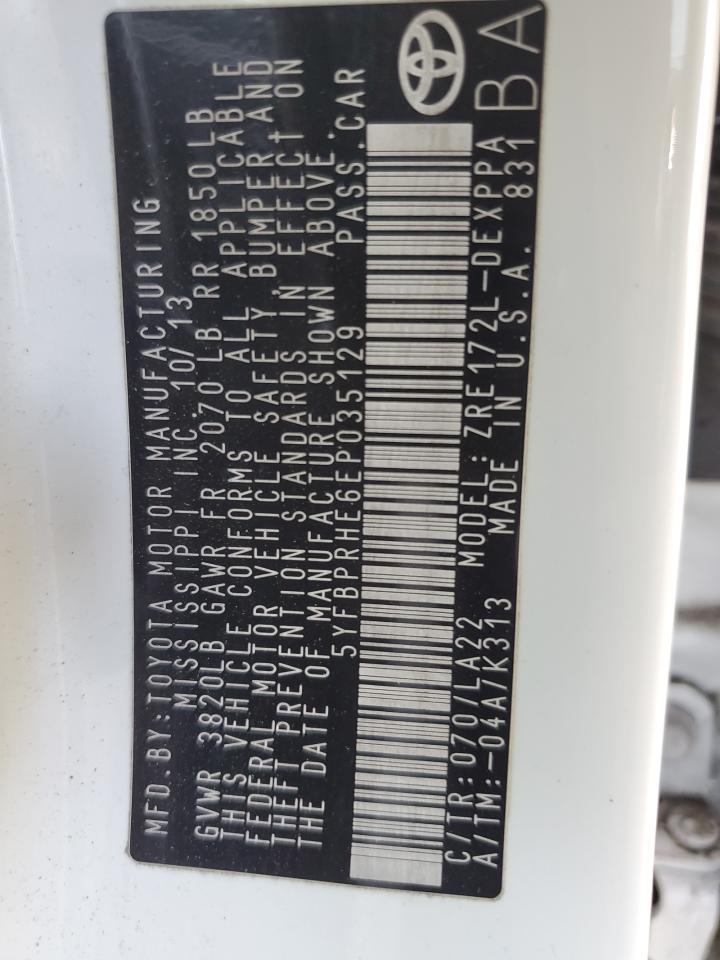 MFD.BY:TOYOTA MOTOR MANUFACTURING
MISSISSIPPI INC. 10/13
GVWR 3820LB GAWR FR 2070 LB RR 1850LB
THIS VEHICLE CONFORMS TO ALL APPLICABLE
FEDERAL MOTOR VEHICLE SAFETY, BUMPER AND
THEFT PREVENTION STANDARDS IN EFFECT ON
THE DATE OF MANUFACTURE SHOWN ABOVE.
5YFBPRHE6EP035129 PASS.CAR
C/TR:070/LA22 MODEL:ZRE172L-DEXPPA
A/TM:-04A/K313 MADE IN U.S.A. 831
BA